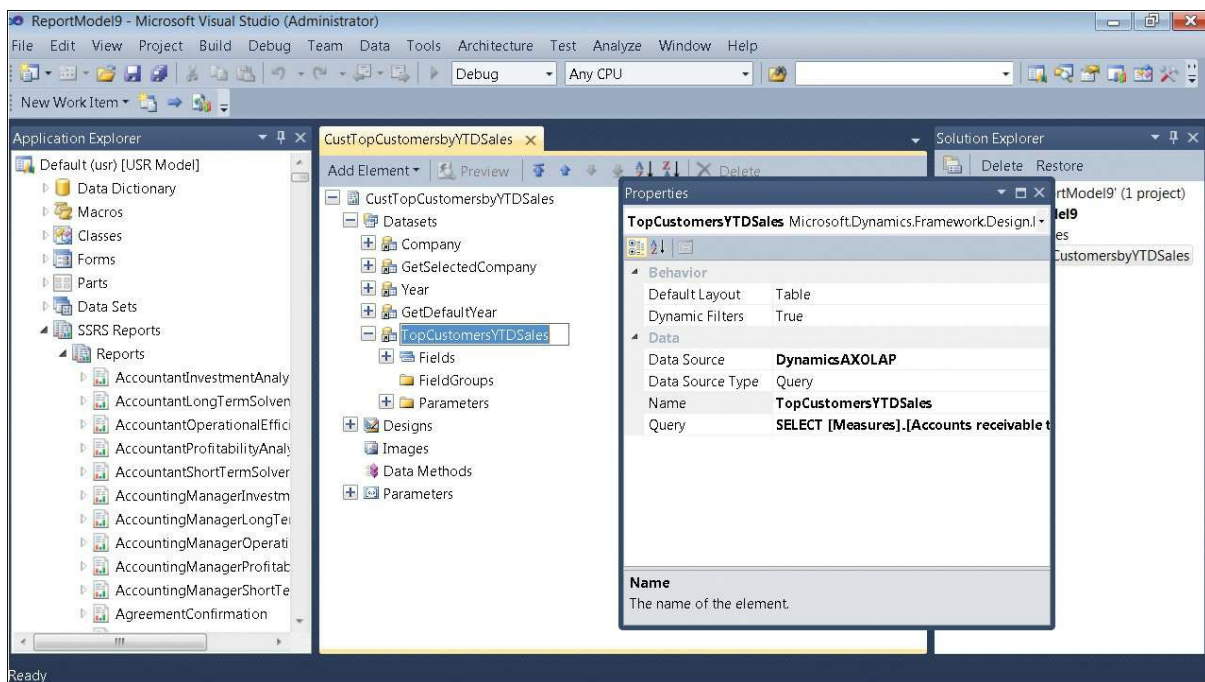 ReportModel9 - Microsoft Visual Studio (Administrator)
File Edit View Project Build Debug Team Data Tools Architecture Test Analyze Window Help
Debug Any CPU
New Work Item
Application Explorer
Default (usr) [USR Model]
Data Dictionary
Macros
Classes
Forms
Parts
Data Sets
SSRS Reports
Reports
AccountantInvestmentAnaly
AccountantLongTermSolven
AccountantOperationalEffici
AccountantProfitabilityAnaly
AccountantShortTermSolver
AccountingManagerInvestm
AccountingManagerLongTer
AccountingManagerOperati
AccountingManagerProfitab
AccountingManagerShortTe
AgreementConfirmation
CustTopCustomersbyYTDSales
Add Element Preview Delete
CustTopCustomersbyYTDSales
Datasets
Company
GetSelectedCompany
Year
GetDefaultYear
TopCustomersYTDSales
Fields
FieldGroups
Parameters
Designs
Images
Data Methods
Parameters
Properties
TopCustomersYTDSales Microsoft.Dynamics.Framework.Design.I
Behavior
Default Layout Table
Dynamic Filters True
Data
Data Source DynamicsAXOLAP
Data Source Type Query
Name TopCustomersYTDSales
Query SELECT [Measures].[Accounts receivable t
Name
The name of the element.
Solution Explorer
Delete Restore
rtModel9' (1 project)
lel9
es
CustomersbyYTDSales
Ready